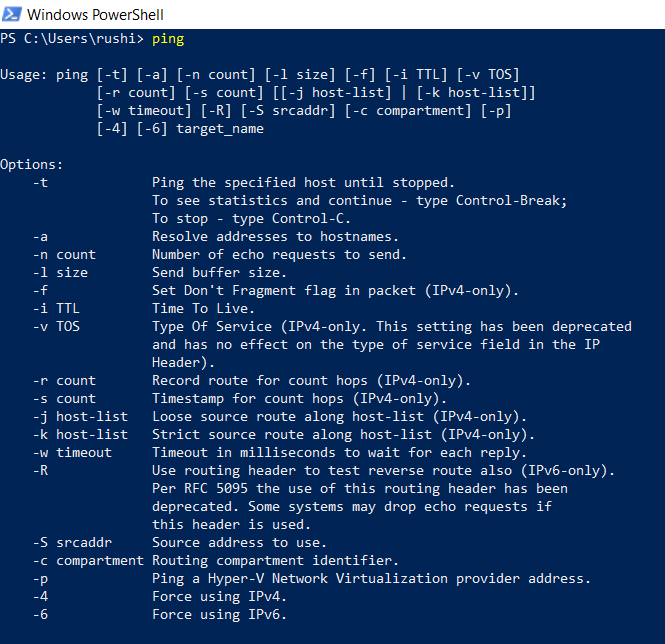 Windows PowerShell
PS C:\Users\rushi> ping
Usage: ping [-t] [-a] [-n count] [-l size] [-f] [-i TTL] [-v TOS]
            [-r count] [-s count] [[-j host-list] | [-k host-list]]
            [-w timeout] [-R] [-S srcaddr] [-c compartment] [-p]
            [-4] [-6] target_name
Options:
    -t             Ping the specified host until stopped.
                   To see statistics and continue - type Control-Break;
                   To stop - type Control-C.
    -a             Resolve addresses to hostnames.
    -n count       Number of echo requests to send.
    -l size        Send buffer size.
    -f             Set Don't Fragment flag in packet (IPv4-only).
    -i TTL         Time To Live.
    -v TOS         Type Of Service (IPv4-only. This setting has been deprecated
                   and has no effect on the type of service field in the IP
                   Header).
    -r count       Record route for count hops (IPv4-only).
    -s count       Timestamp for count hops (IPv4-only).
    -j host-list   Loose source route along host-list (IPv4-only).
    -k host-list   Strict source route along host-list (IPv4-only).
    -w timeout     Timeout in milliseconds to wait for each reply.
    -R             Use routing header to test reverse route also (IPv6-only).
                   Per RFC 5095 the use of this routing header has been
                   deprecated. Some systems may drop echo requests if
                   this header is used.
    -S srcaddr     Source address to use.
    -c compartment Routing compartment identifier.
    -p             Ping a Hyper-V Network Virtualization provider address.
    -4             Force using IPv4.
    -6             Force using IPv6.